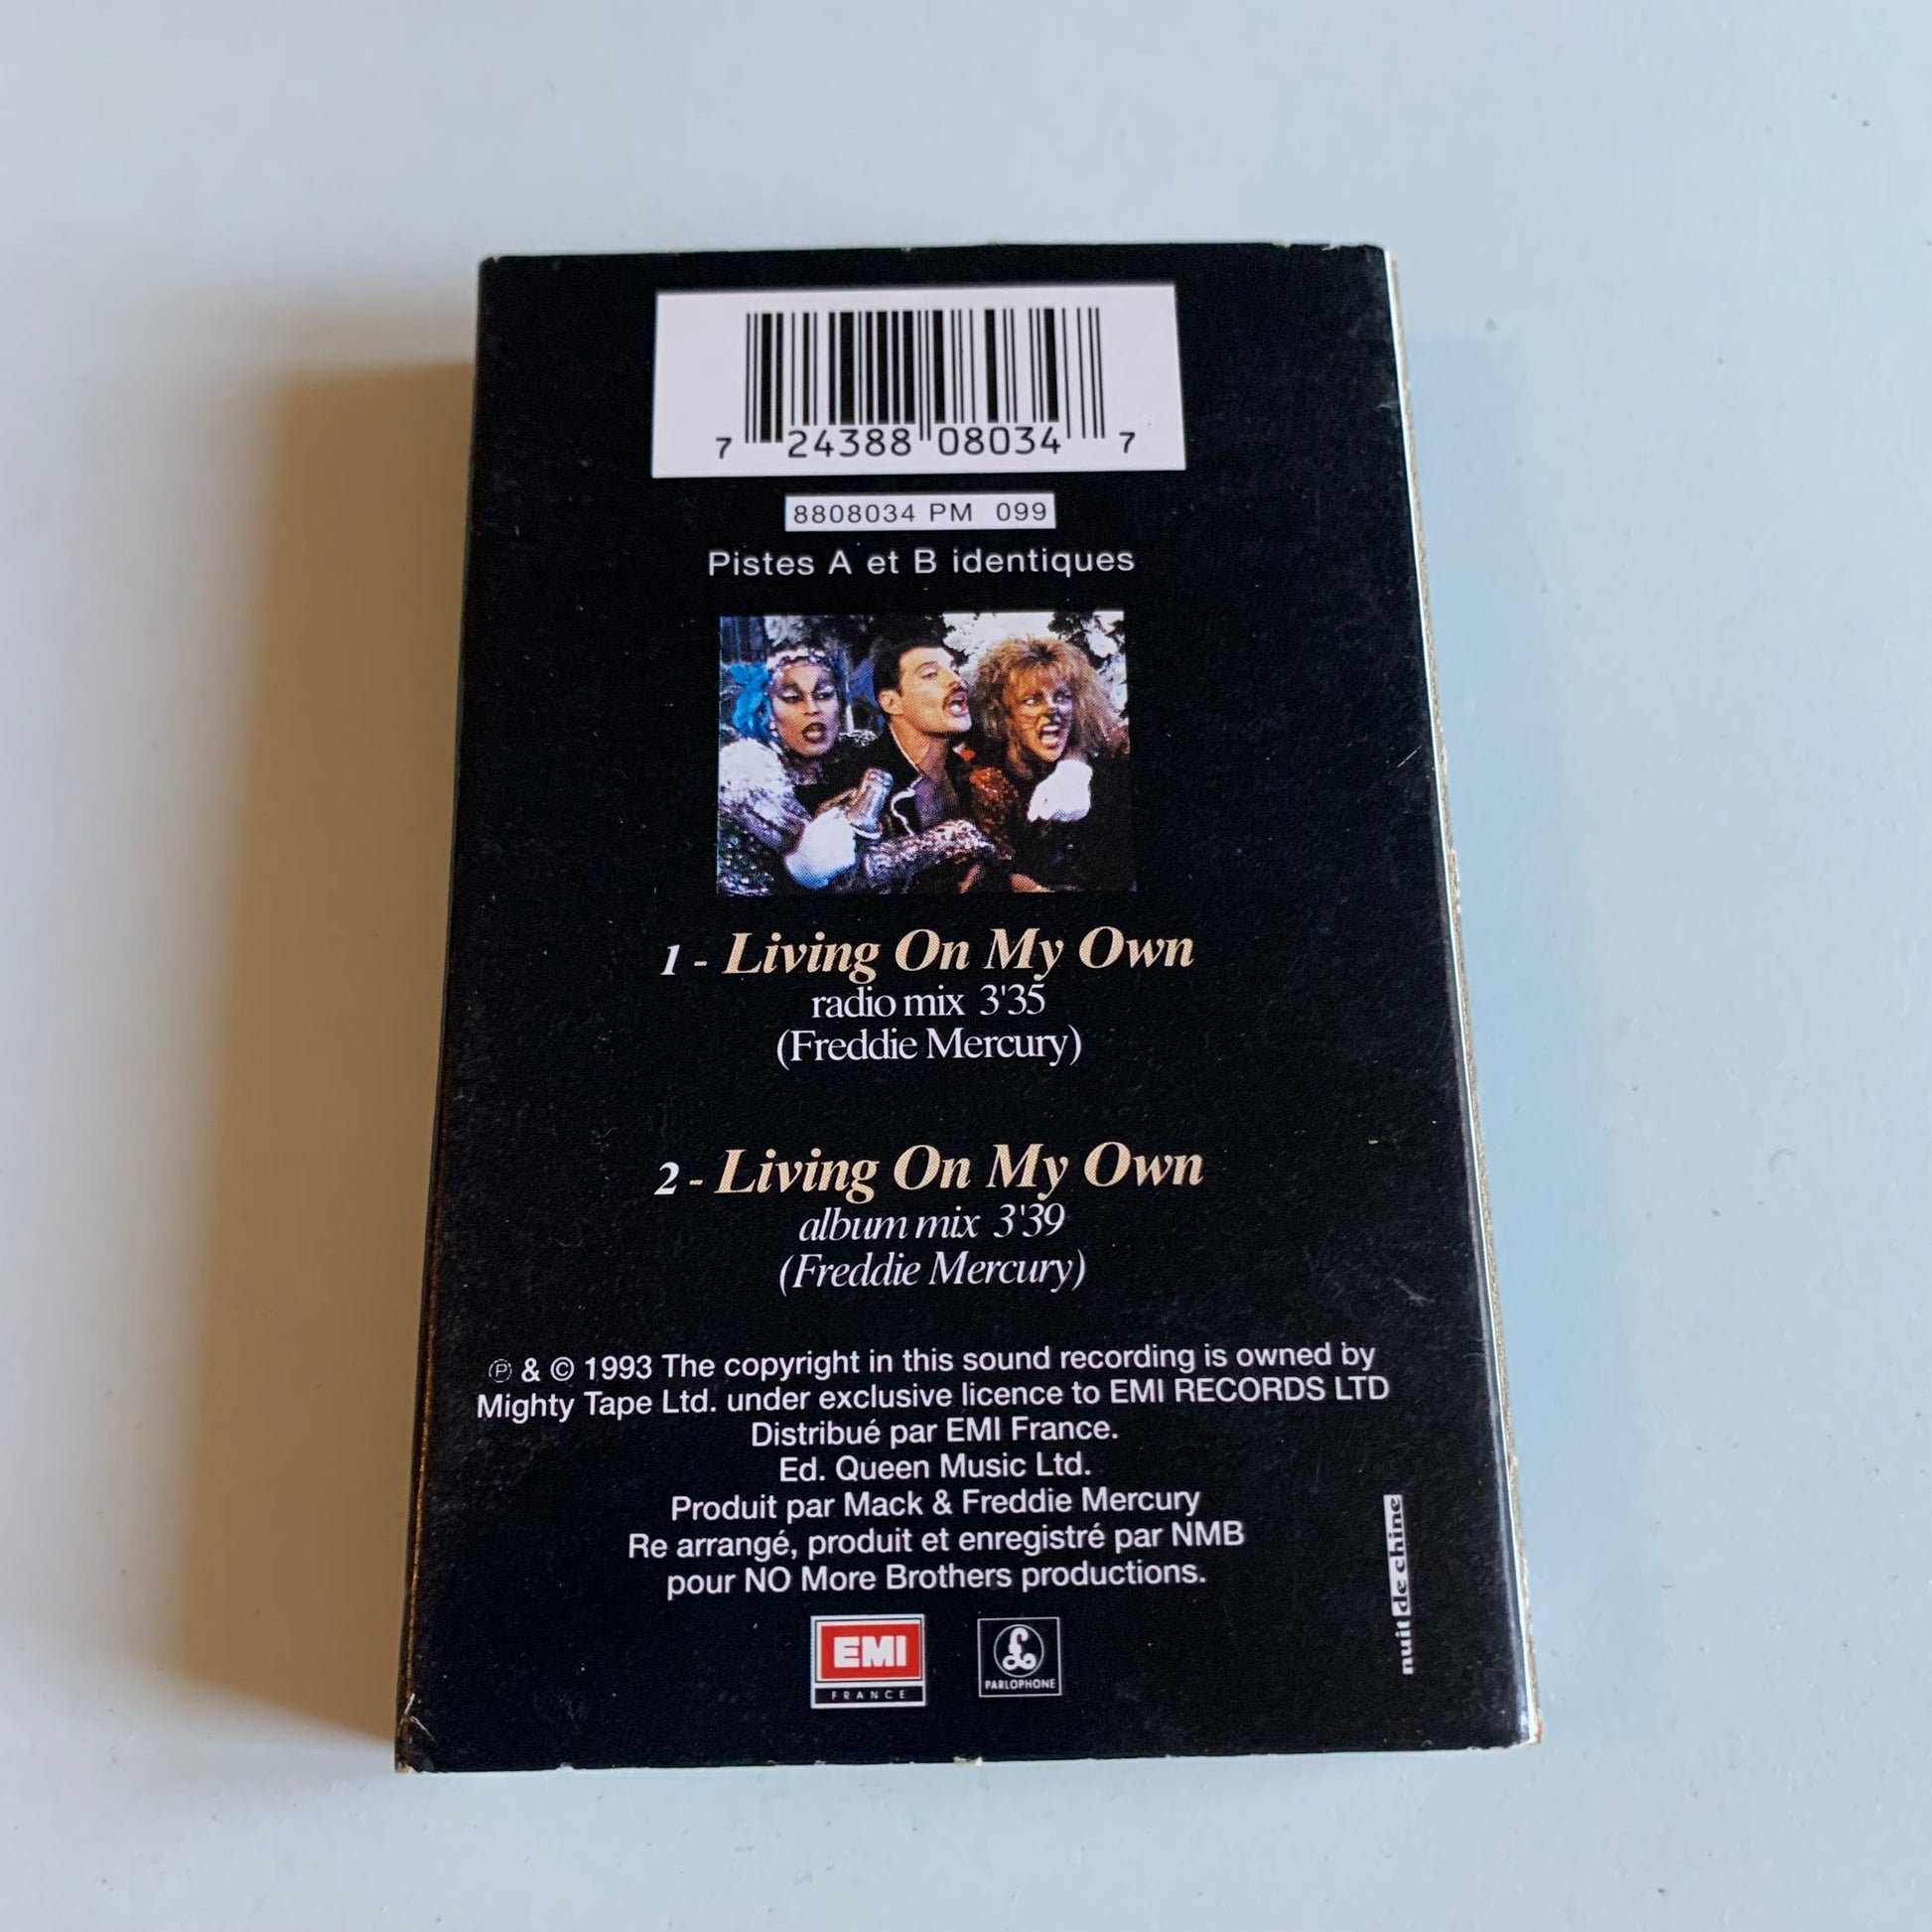 7 24388 08034 7
8808034 PM 099
Pistes A et B identiques
1 - Living On My Own
radio mix 3'35
(Freddie Mercury)
2 - Living On My Own
album mix 3'39
(Freddie Mercury)
℗ & © 1993 The copyright in this sound recording is owned by
Mighty Tape Ltd. under exclusive licence to EMI RECORDS LTD
Distribué par EMI France.
Ed. Queen Music Ltd.
Produit par Mack & Freddie Mercury
Re arrangé, produit et enregistré par NMB
pour NO More Brothers productions.
nuit de chine
EMI
FRANCE
£
PARLOPHONE